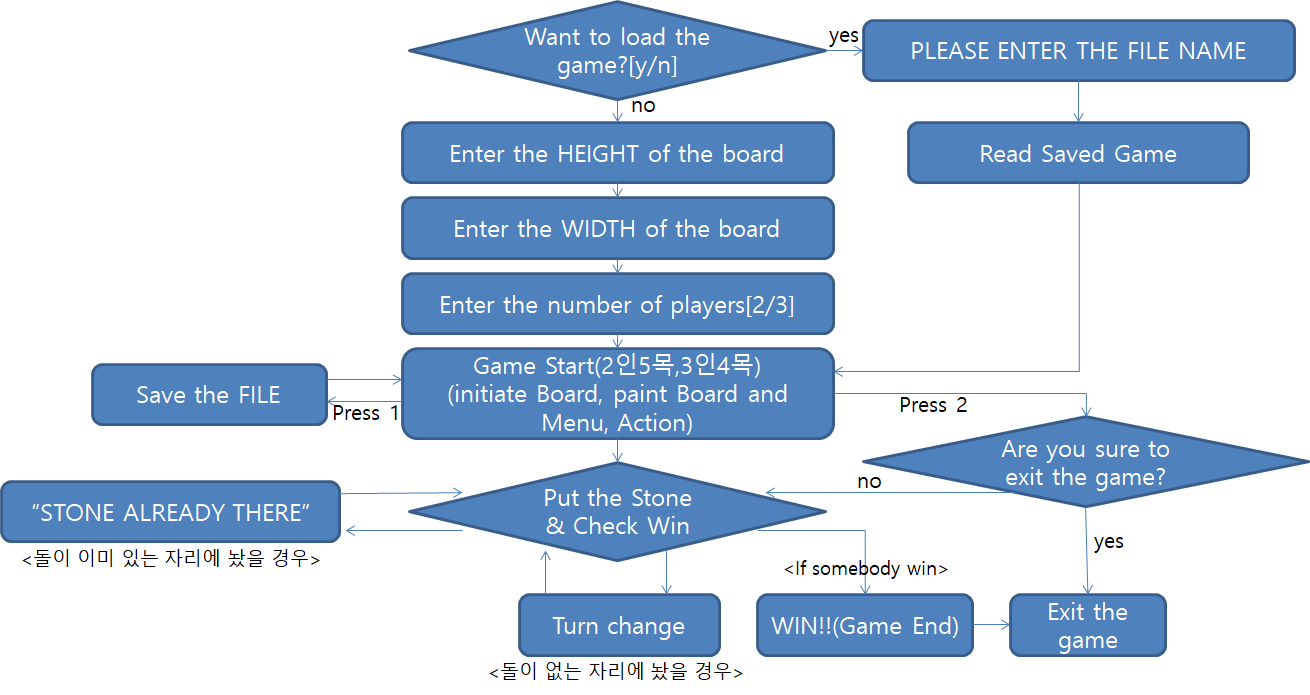 Want to load the
game?[y/n]
yes
PLEASE ENTER THE FILE NAME
no
Enter the HEIGHT of the board
Read Saved Game
Enter the WIDTH of the board
Enter the number of players[2/3]
Game Start(2인5목,3인4목)
(initiate Board, paint Board and
Menu, Action)
Save the FILE
Press 1
Press 2
Are you sure to
exit the game?
no
yes
Put the Stone
& Check Win
“STONE ALREADY THERE”
<돌이 이미 있는 자리에 놨을 경우>
<If somebody win>
Turn change
<돌이 없는 자리에 놨을 경우>
WIN!!(Game End)
Exit the
game